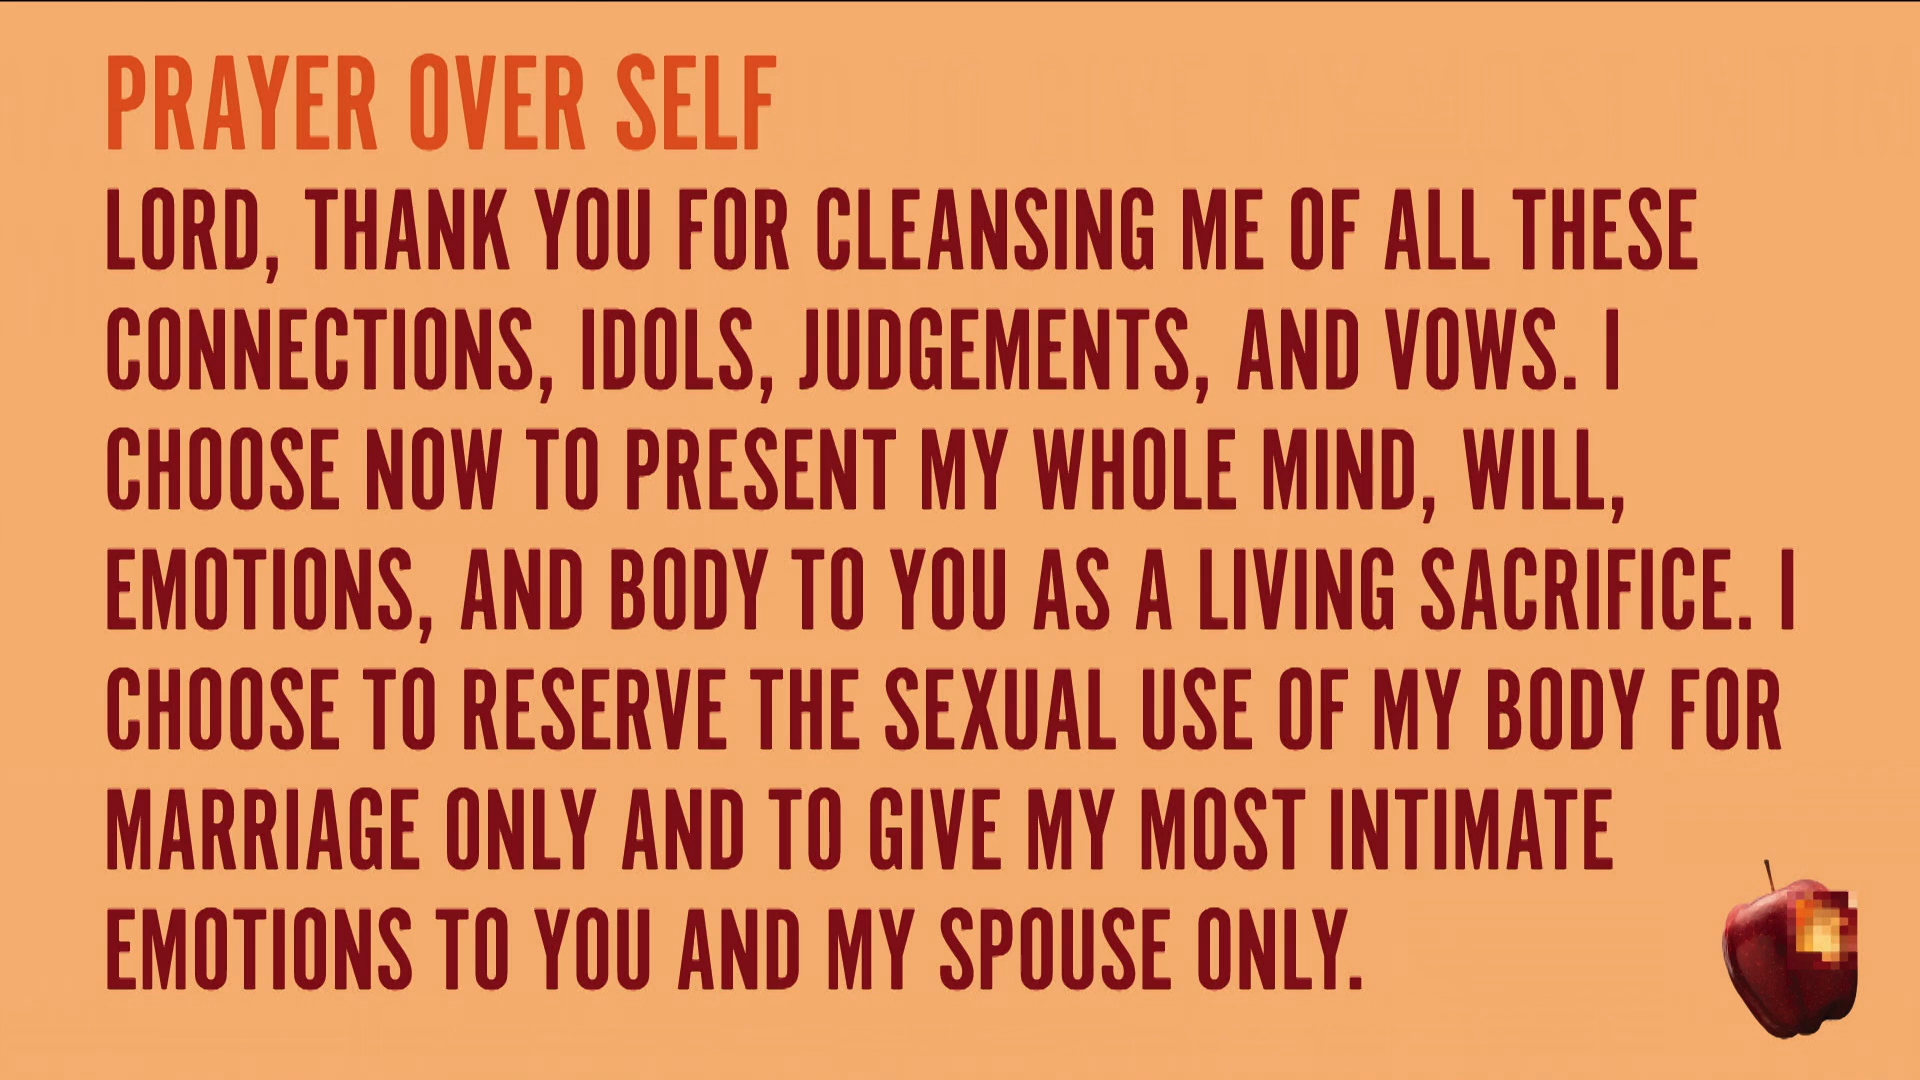 PRAYER OVER SELF
LORD, THANK YOU FOR CLEANSING ME OF ALL THESE
CONNECTIONS, IDOLS, JUDGEMENTS, AND VOWS. I
CHOOSE NOW TO PRESENT MY WHOLE MIND, WILL,
EMOTIONS, AND BODY TO YOU AS A LIVING SACRIFICE. I
CHOOSE TO RESERVE THE SEXUAL USE OF MY BODY FOR
MARRIAGE ONLY AND TO GIVE MY MOST INTIMATE
EMOTIONS TO YOU AND MY SPOUSE ONLY.